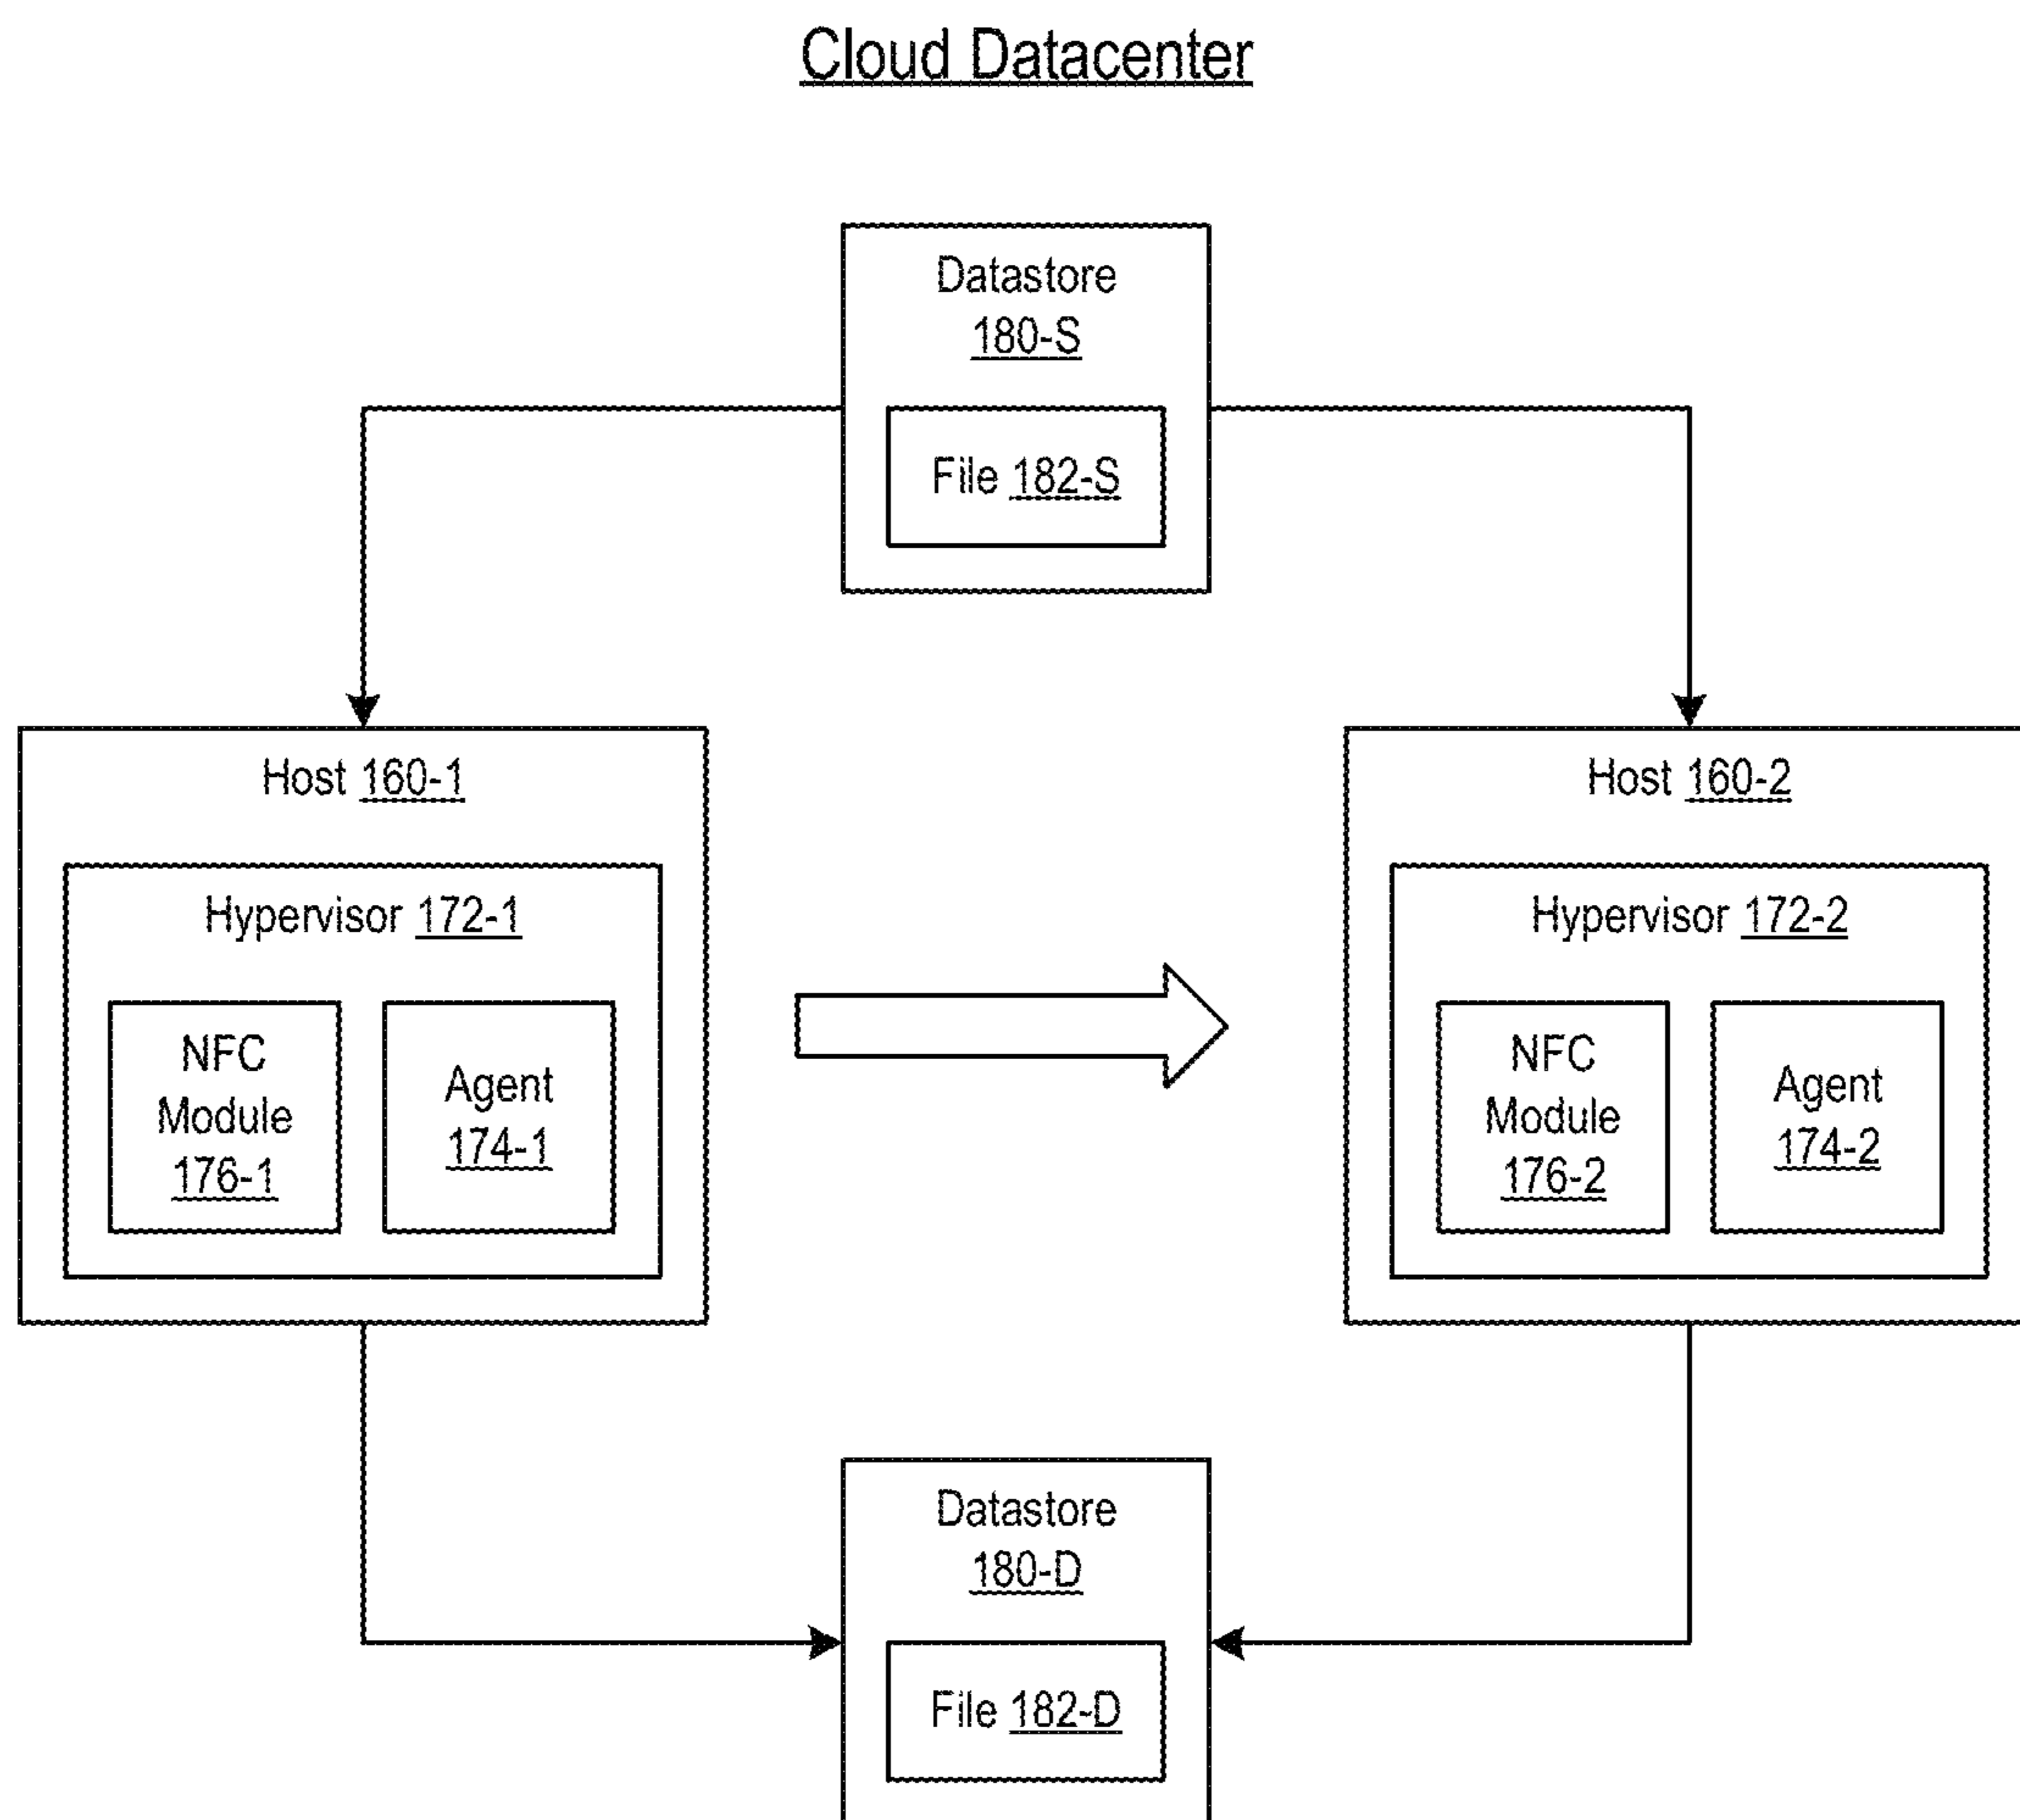 Cloud Datacenter
Datastore
180-S
File 182-S
Host 160-1
Hypervisor 172-1
NFC
Module
176-1
Agent
174-1
Host 160-2
Hypervisor 172-2
NFC
Module
176-2
Agent
174-2
Datastore
180-D
File 182-D